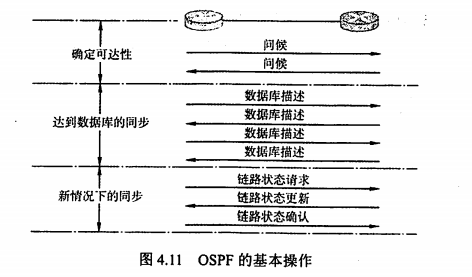 确定可达性
问候
问候
达到数据库的同步
数据库描述
数据库描述
数据库描述
数据库描述
新情况下的同步
链路状态请求
链路状态更新
链路状态确认
图 4.11 OSPF 的基本操作